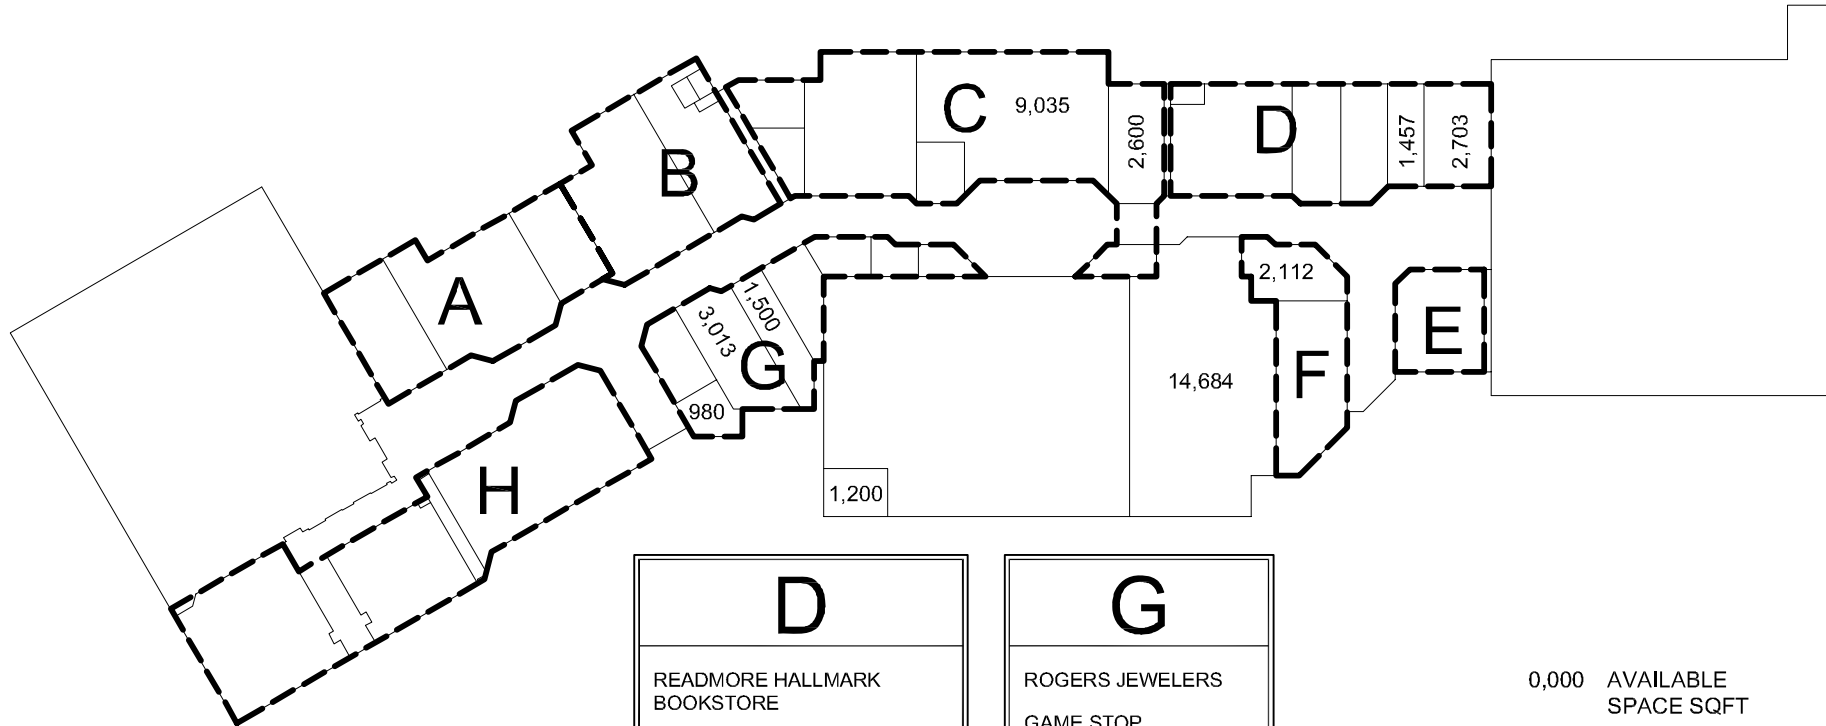 C
9,035
2,600
D
1,457
2,703
B
A
2,112
1,500
3,013
G
E
F
14,684
980
H
1,200
D
READMORE HALLMARK
BOOKSTORE
G
ROGERS JEWELERS
GAME STOP
0,000 AVAILABLE
SPACE SQFT